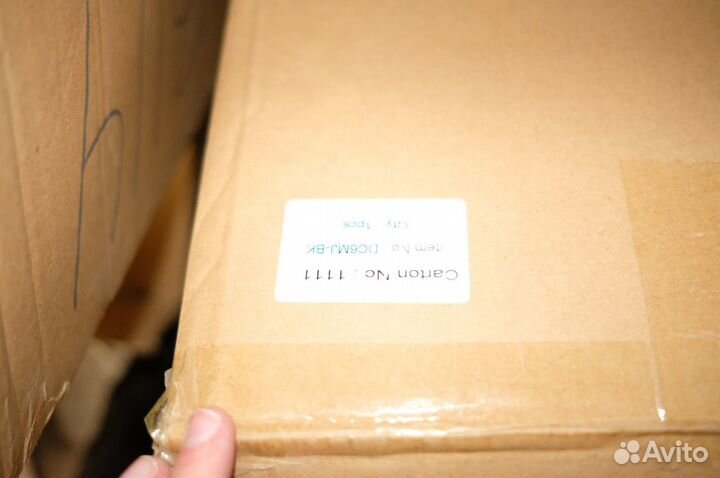 Carton No: 1111
Item No.: DC6MJ-BK
Qty: 1pcs
Avito